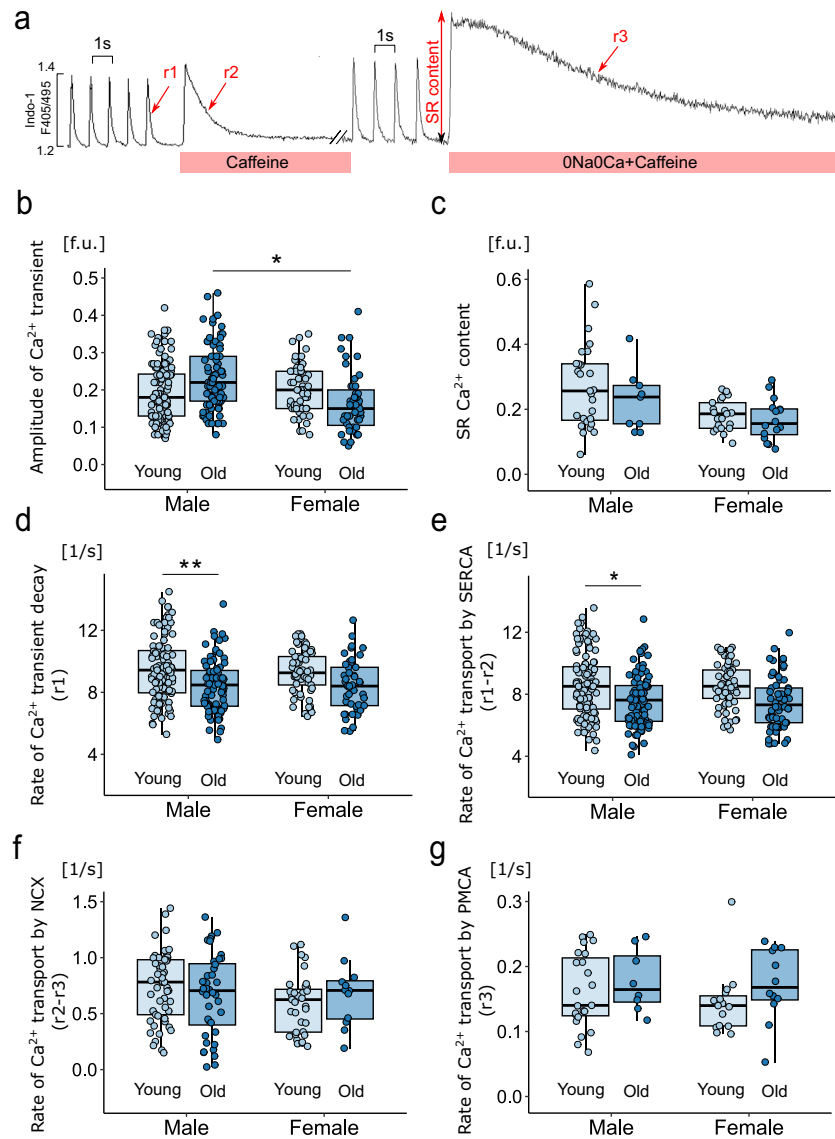 a
1s
r1
r2
1.4
Indo-1
F405/495
1.2
Caffeine
1s
SR content
r3
0Na0Ca+Caffeine
b
[f.u.]
Amplitude of Ca²⁺ transient
0.5
0.4
0.3
0.2
0.1
0.0
*
Young Old Young Old
Male Female
c
[f.u.]
SR Ca²⁺ content
0.6
0.4
0.2
0.0
Young Old Young Old
Male Female
d
[1/s]
Rate of Ca²⁺ transient decay
(r1)
12
8
4
**
Young Old Young Old
Male Female
e
[1/s]
Rate of Ca²⁺ transport by SERCA
(r1-r2)
12
8
4
*
Young Old Young Old
Male Female
f
[1/s]
Rate of Ca²⁺ transport by NCX
(r2-r3)
1.5
1.0
0.5
0.0
Young Old Young Old
Male Female
g
[1/s]
Rate of Ca²⁺ transport by PMCA
(r3)
0.3
0.2
0.1
0.0
Young Old Young Old
Male Female